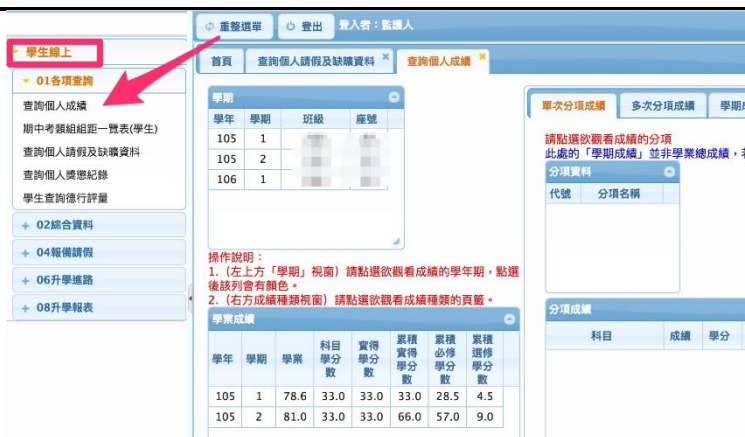 重整選單 登出 登入者：監護人
學生線上
01各項查詢
查詢個人成績
期中考類組組距一覽表(學生)
查詢個人請假及缺曠資料
查詢個人獎懲紀錄
學生查詢德行評量
02綜合資料
04報備請假
06升學進路
08升學報表
首頁 查詢個人請假及缺曠資料 查詢個人成績
學期
學年 學期 班級 座號
105 1
105 2
106 1
操作說明：
1.（左上方「學期」視窗）請點選欲觀看成績的學年期，點選
後該列會有顏色。
2.（右方成績種類視窗）請點選欲觀看成績種類的頁籤。
學業成績
學年 學期 學業 科目學分數 實得學分數 累積實得學分數 累積必修學分數 累積選修學分數
105 1 78.6 33.0 33.0 33.0 28.5 4.5
105 2 81.0 33.0 33.0 66.0 57.0 9.0
單次分項成績 多次分項成績 學期
請點選欲觀看成績的分項
此處的「學期成績」並非學業總成績，
分項資料
代號 分項名稱
分項成績
科目 成績 學分